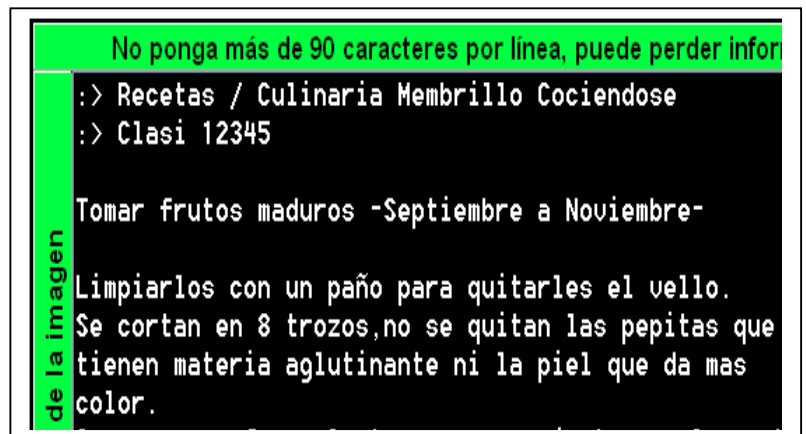 No ponga más de 90 caracteres por línea, puede perder infor
:> Recetas / Culinaria Membrillo Cociendose
:> Clasi 12345
Tomar frutos maduros -Septiembre a Noviembre-
Limpiarlos con un paño para quitarles el vello.
Se cortan en 8 trozos,no se quitan las pepitas que
tienen materia aglutinante ni la piel que da mas
color.
de la imagen